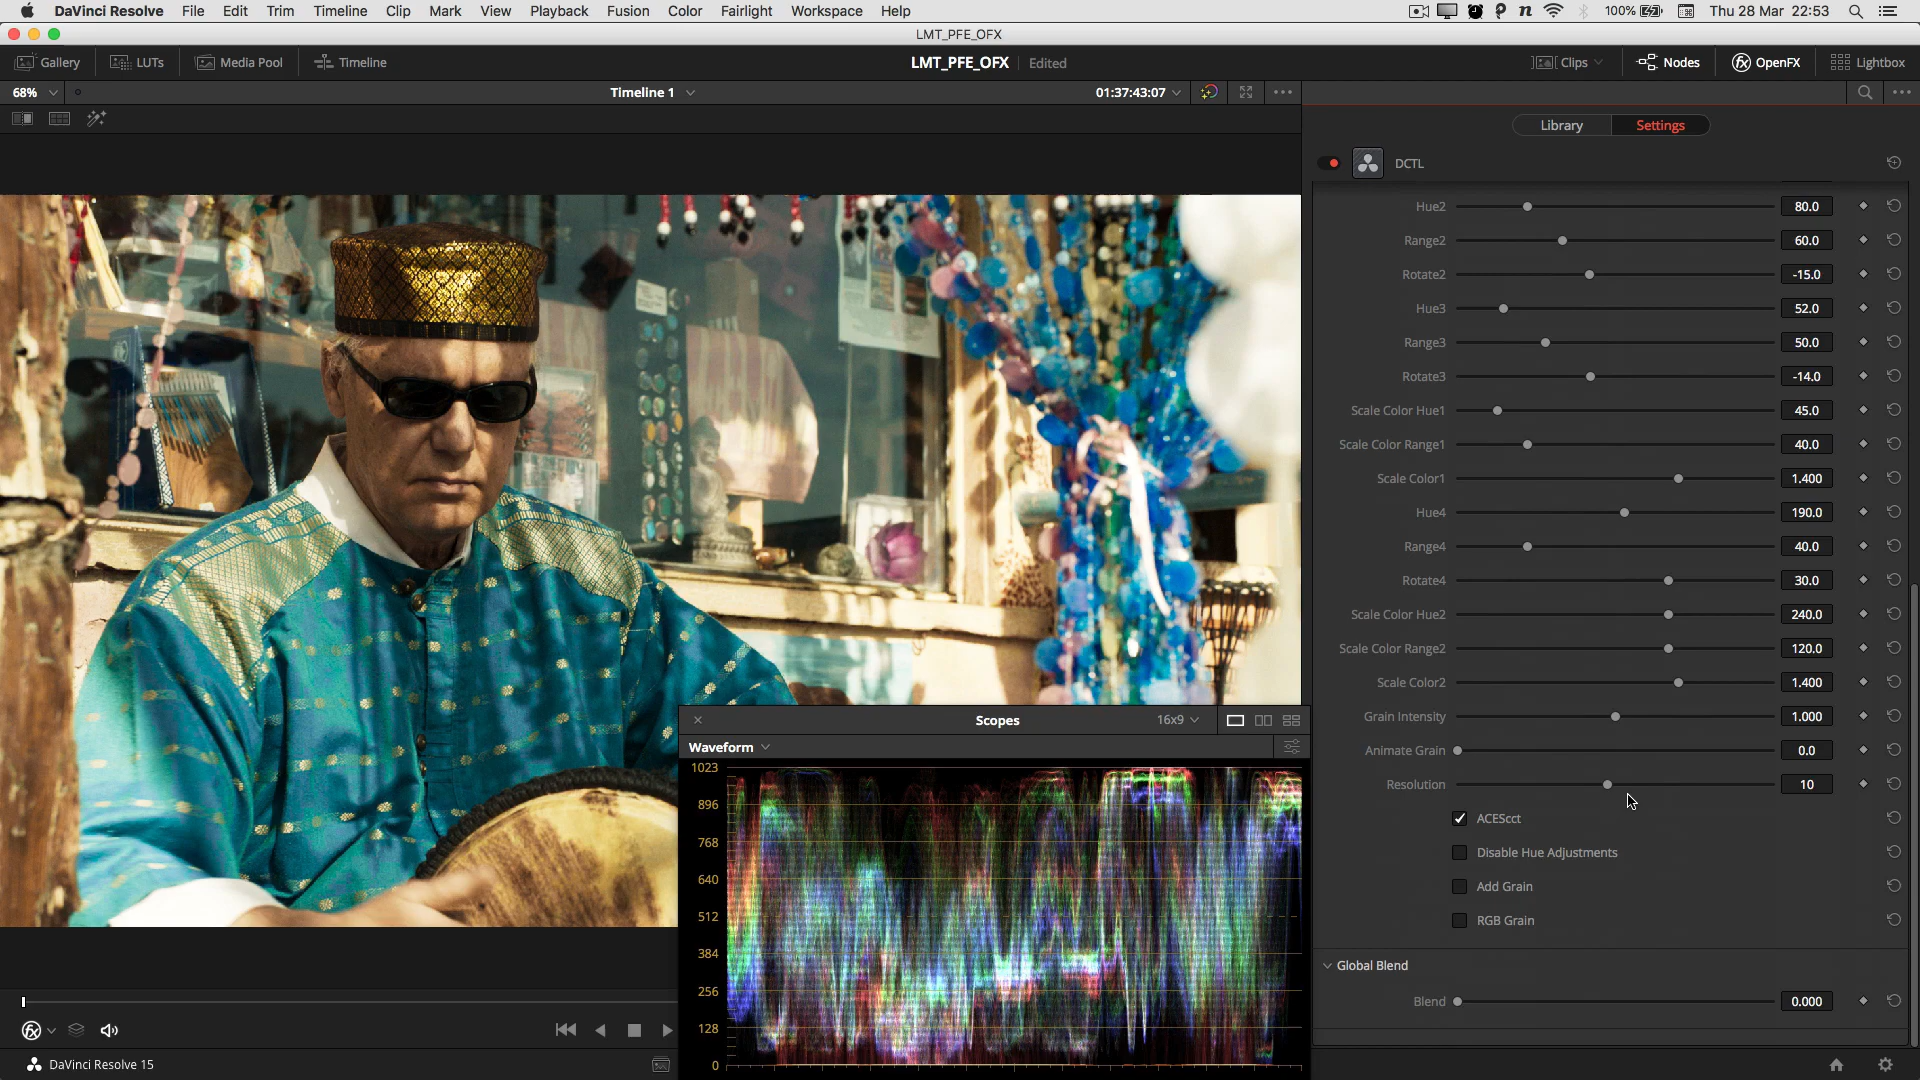 DaVinci Resolve File Edit Trim Timeline Clip Mark View Playback Fusion Color Fairlight Workspace Help 100% Thu 28 Mar 22:53
LMT_PFE_OFX
Gallery LUTs Media Pool Timeline LMT_PFE_OFX Edited Clips Nodes OpenFX Lightbox
68% Timeline 1 01:37:43:07
Library Settings
DCTL
Hue2 80.0
Range2 60.0
Rotate2 -15.0
Hue3 52.0
Range3 50.0
Rotate3 -14.0
Scale Color Hue1 45.0
Scale Color Range1 40.0
Scale Color1 1.400
Hue4 190.0
Range4 40.0
Rotate4 30.0
Scale Color Hue2 240.0
Scale Color Range2 120.0
Scale Color2 1.400
Grain Intensity 1.000
Animate Grain 0.0
Resolution 10
ACEScct
Disable Hue Adjustments
Add Grain
RGB Grain
Global Blend
Blend 0.000
Scopes 16x9
Waveform
1023
896
768
640
512
384
256
128
0
DaVinci Resolve 15